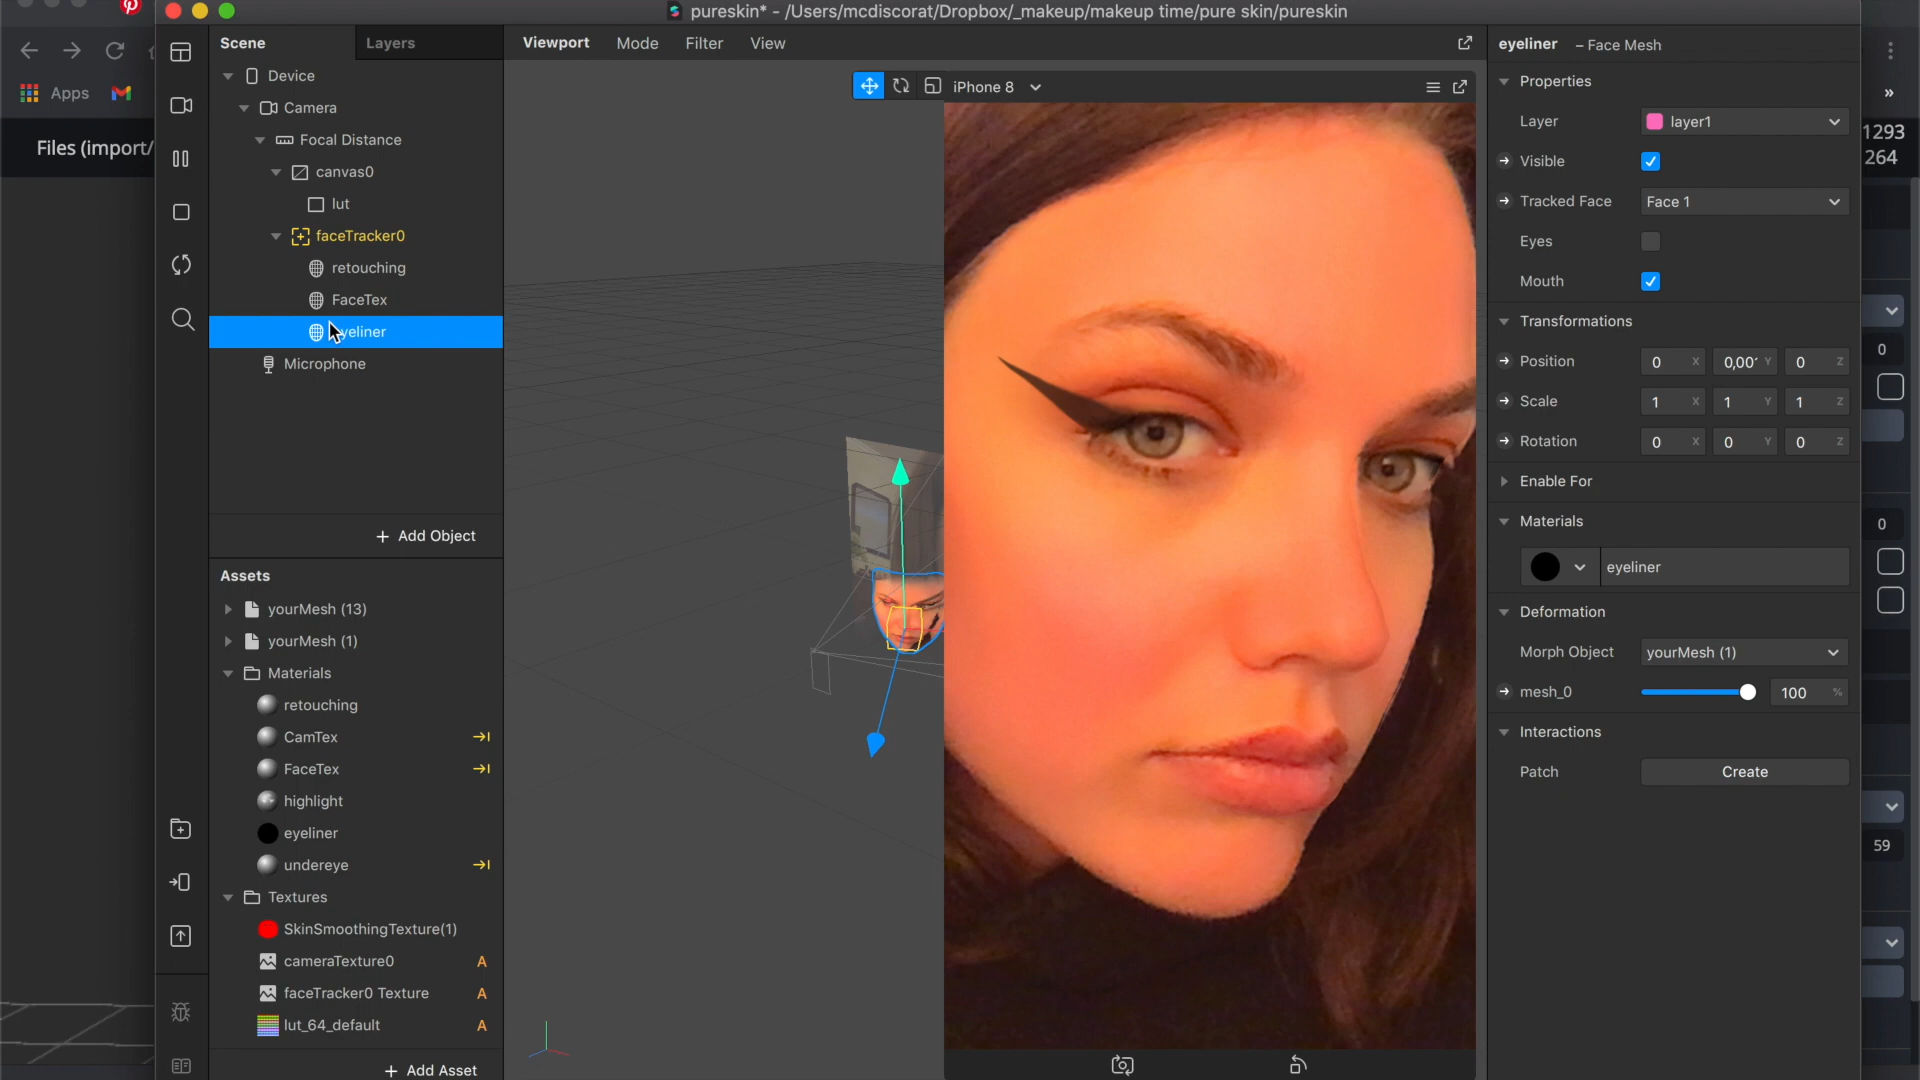 pureskin* - /Users/mcdiscorat/Dropbox/_makeup/makeup time/pure skin/pureskin
Apps
Files (import/
Scene
Layers
Device
Camera
Focal Distance
canvas0
lut
faceTracker0
retouching
FaceTex
eyeliner
Microphone
+ Add Object
Assets
yourMesh (13)
yourMesh (1)
Materials
retouching
CamTex
FaceTex
highlight
eyeliner
undereye
Textures
SkinSmoothingTexture(1)
cameraTexture0 A
faceTracker0 Texture A
lut_64_default A
+ Add Asset
Viewport Mode Filter View
iPhone 8
eyeliner – Face Mesh
Properties
Layer layer1
Visible
Tracked Face Face 1
Eyes
Mouth
Transformations
Position 0 X 0,00 Y 0 Z
Scale 1 X 1 Y 1 Z
Rotation 0 X 0 Y 0 Z
Enable For
Materials
eyeliner
Deformation
Morph Object yourMesh (1)
mesh_0 100 %
Interactions
Patch Create
»
1293
264
0
0
59